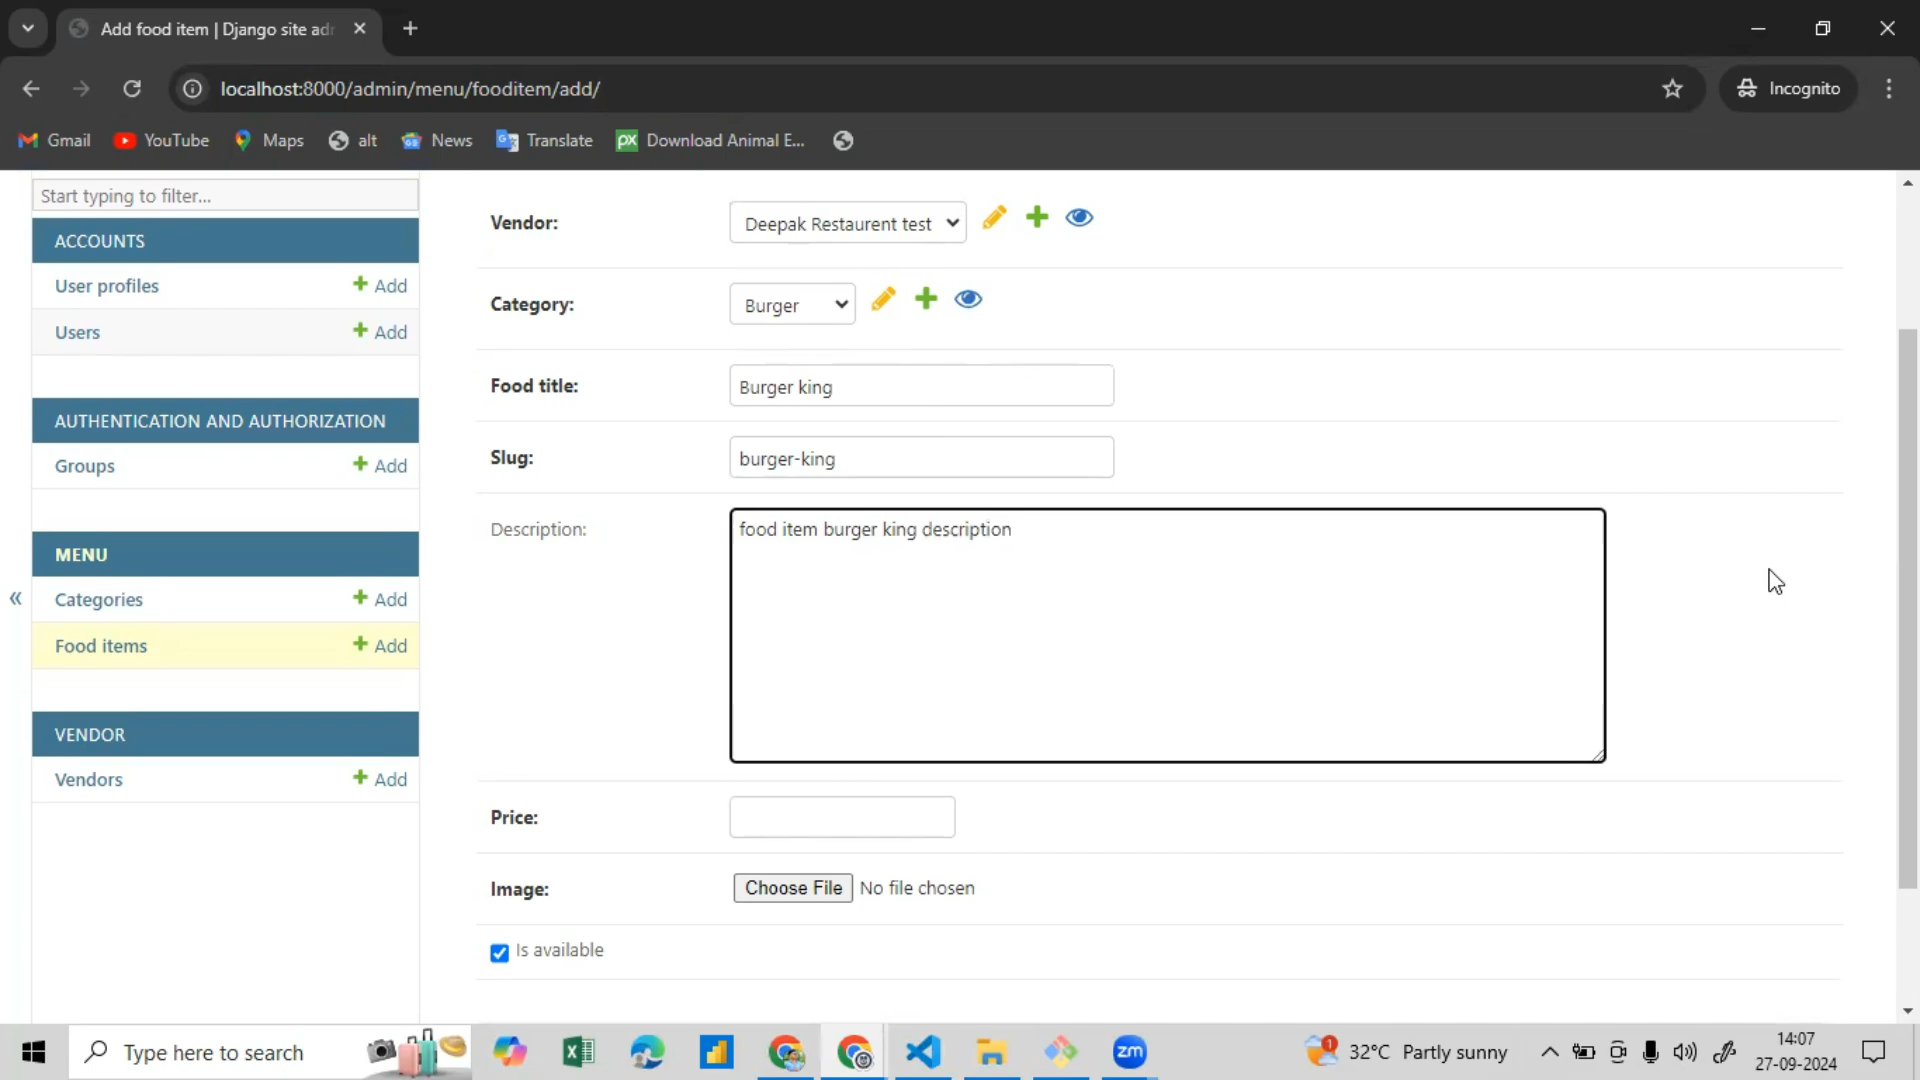 Add food item | Django site adr
localhost:8000/admin/menu/fooditem/add/
Incognito
Gmail
YouTube
Maps
alt
News
Translate
Download Animal E...
Start typing to filter...
ACCOUNTS
User profiles
Add
Users
Add
AUTHENTICATION AND AUTHORIZATION
Groups
Add
MENU
Categories
Add
Food items
Add
VENDOR
Vendors
Add
«
Vendor:
Deepak Restaurent test
Category:
Burger
Food title:
Burger king
Slug:
burger-king
Description:
food item burger king description
Price:
Image:
Choose File No file chosen
Is available
Type here to search
zm
1
32°C Partly sunny
14:07
27-09-2024